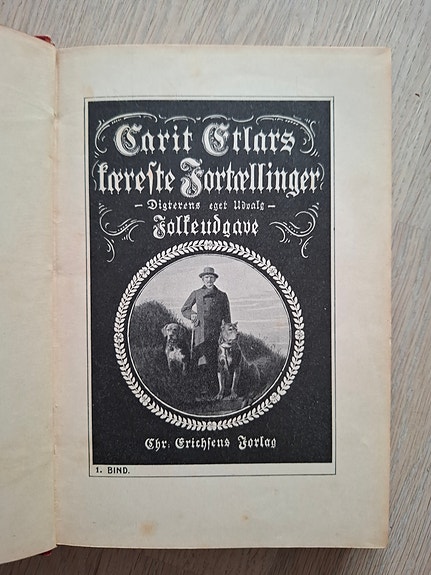 Carit Etlars
kæreste Fortællinger
– Digterens eget Udvalg –
Folkeudgave
Chr. Erichsens Forlag
1. BIND.